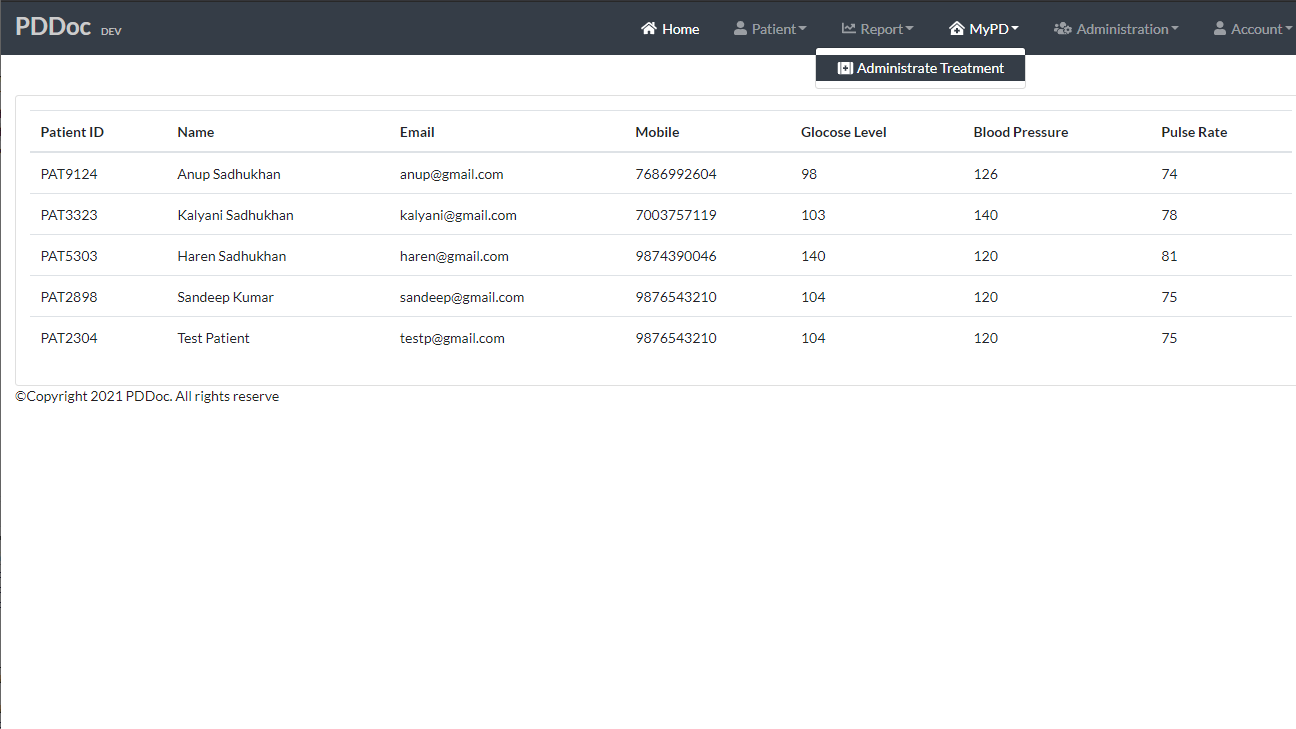 PDDoc DEV Home Patient Report MyPD Administration Account
Administrate Treatment
Patient ID Name Email Mobile Glocose Level Blood Pressure Pulse Rate
PAT9124 Anup Sadhukhan anup@gmail.com 7686992604 98 126 74
PAT3323 Kalyani Sadhukhan kalyani@gmail.com 7003757119 103 140 78
PAT5303 Haren Sadhukhan haren@gmail.com 9874390046 140 120 81
PAT2898 Sandeep Kumar sandeep@gmail.com 9876543210 104 120 75
PAT2304 Test Patient testp@gmail.com 9876543210 104 120 75
©Copyright 2021 PDDoc. All rights reserve